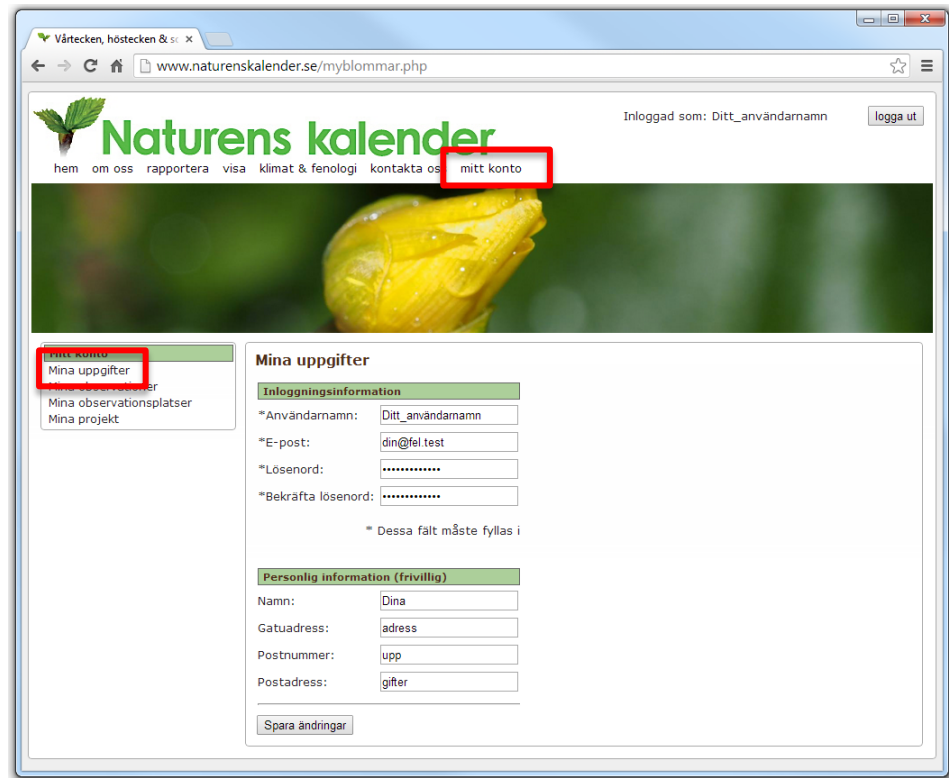 Vårtecken, höstecken & so
www.naturenskalender.se/myblommar.php
Inloggad som: Ditt_användarnamn
logga ut
Naturens kalender
hem om oss rapportera visa klimat & fenologi kontakta os mitt konto
Mitt konto
Mina uppgifter
Mina observationer
Mina observationsplatser
Mina projekt
Mina uppgifter
Inloggningsinformation
*Användarnamn: Ditt_användarnamn
*E-post: din@fel.test
*Lösenord: •••••••••••••
*Bekräfta lösenord: •••••••••••••
* Dessa fält måste fyllas i
Personlig information (frivillig)
Namn: Dina
Gatuadress: adress
Postnummer: upp
Postadress: gifter
Spara ändringar